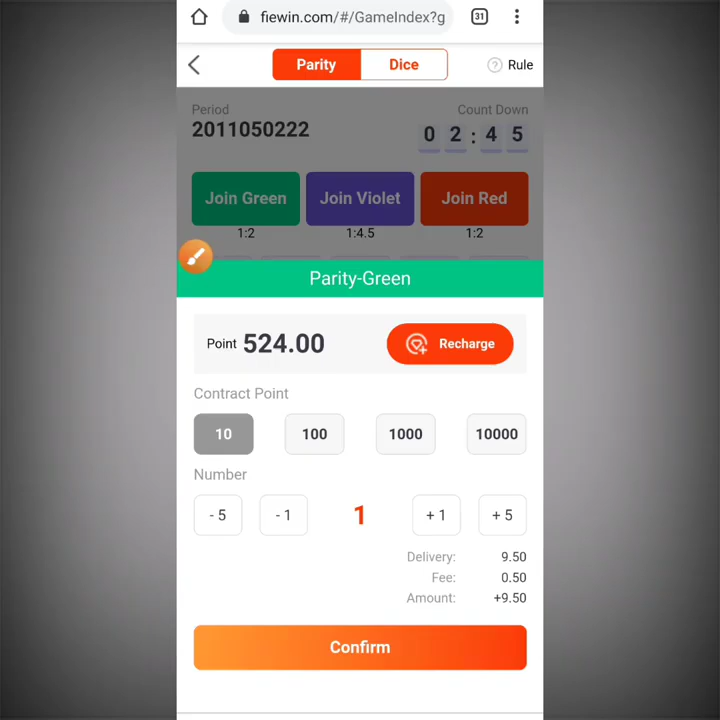 fiewin.com/#/GameIndex?g
31
Parity
Dice
? Rule
Period
Count Down
2011050222
0 2 : 4 5
Join Green
Join Violet
Join Red
1:2
1:4.5
1:2
Parity-Green
Point 524.00
Recharge
Contract Point
10
100
1000
10000
Number
- 5
- 1
1
+ 1
+ 5
Delivery: 9.50
Fee: 0.50
Amount: +9.50
Confirm